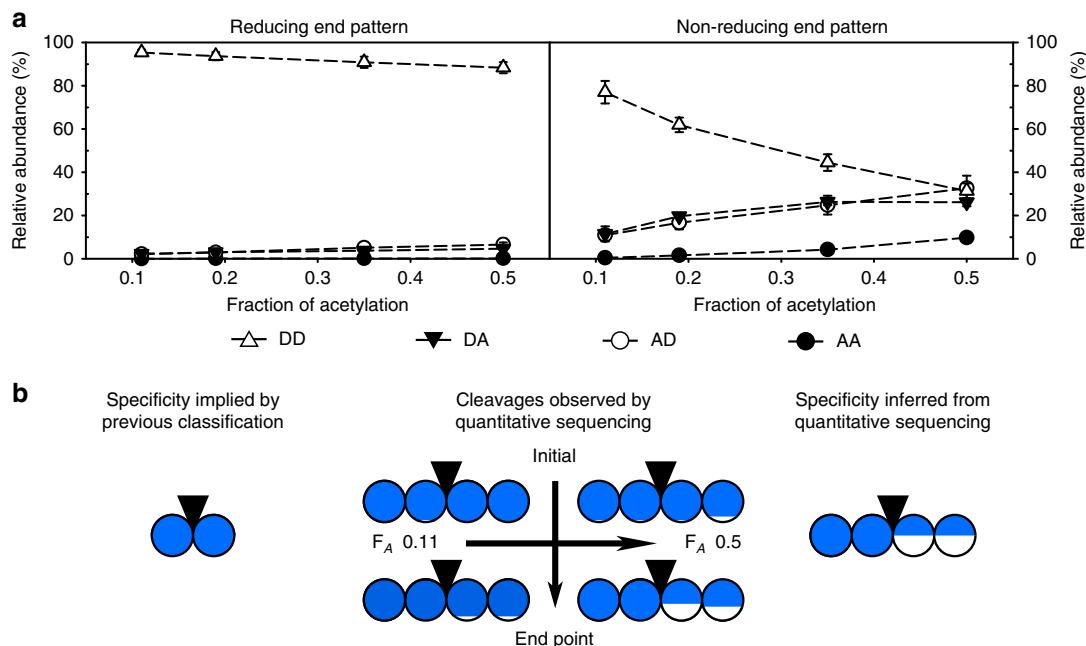 a
Reducing end pattern
Non-reducing end pattern
Relative abundance (%)
100
80
60
40
20
0
0.1
0.2
0.3
0.4
0.5
Fraction of acetylation
0.1
0.2
0.3
0.4
0.5
Fraction of acetylation
100
80
60
40
20
0
Relative abundance (%)
DD
DA
AD
AA
b
Specificity implied by
previous classification
Cleavages observed by
quantitative sequencing
Specificity inferred from
quantitative sequencing
Initial
F_A 0.11
F_A 0.5
End point